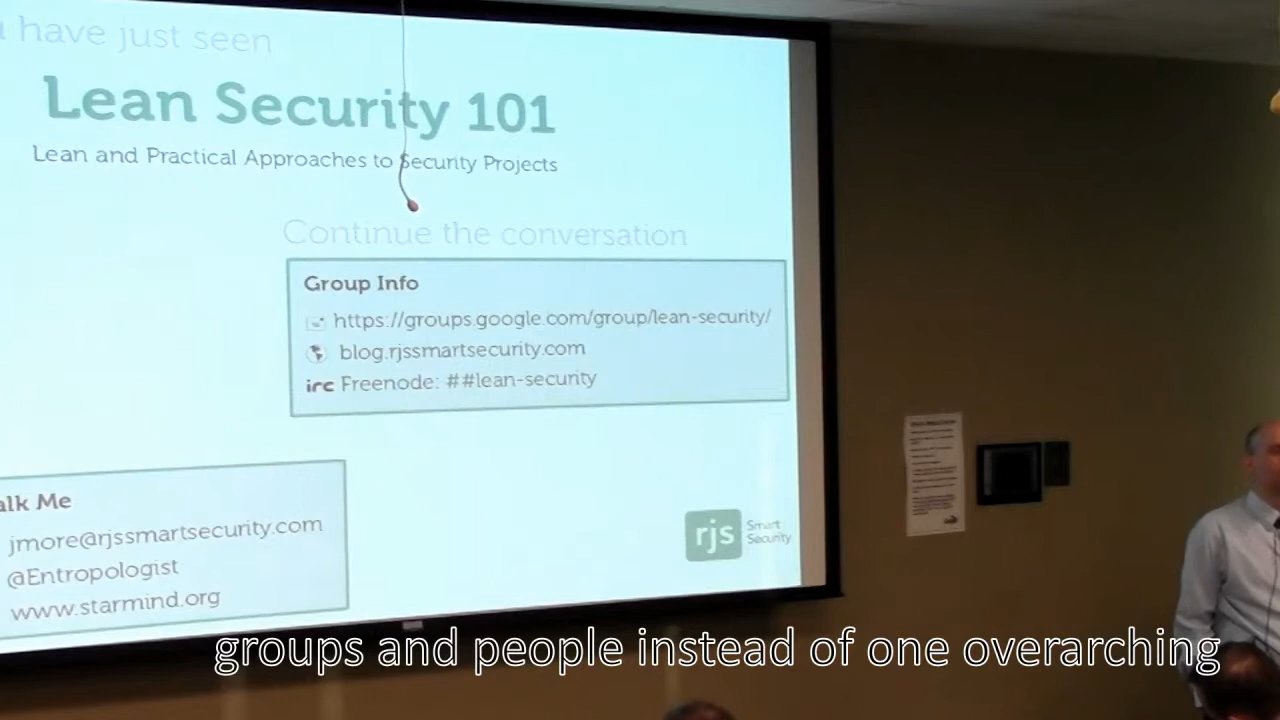 have just seen
Lean Security 101
Lean and Practical Approaches to Security Projects
Continue the conversation
Group Info
https://groups.google.com/group/lean-security/
blog.rjssmartsecurity.com
irc Freenode: ##lean-security
alk Me
jmore@rjssmartsecurity.com
@Entropologist
www.starmind.org
rjs Smart
Security
groups and people instead of one overarching